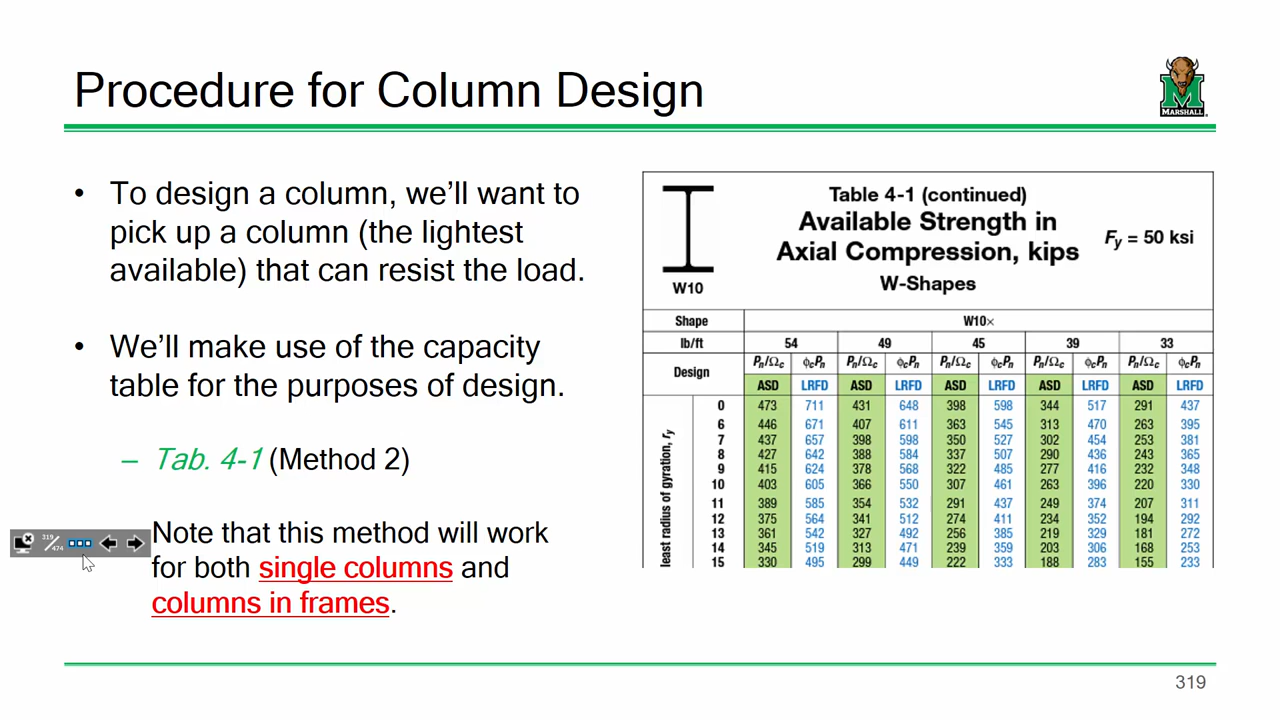 Procedure for Column Design
MARSHALL
• To design a column, we’ll want to
pick up a column (the lightest
available) that can resist the load.
• We’ll make use of the capacity
table for the purposes of design.
– Tab. 4-1 (Method 2)
Note that this method will work
for both single columns and
columns in frames.
319/474
Table 4-1 (continued)
Available Strength in
Axial Compression, kips
W-Shapes
Fy = 50 ksi
W10
Shape W10×
lb/ft 54 49 45 39 33
Design Pn/Ωc ϕcPn Pn/Ωc ϕcPn Pn/Ωc ϕcPn Pn/Ωc ϕcPn Pn/Ωc ϕcPn
ASD LRFD ASD LRFD ASD LRFD ASD LRFD ASD LRFD
least radius of gyration, ry
0 473 711 431 648 398 598 344 517 291 437
6 446 671 407 611 363 545 313 470 263 395
7 437 657 398 598 350 527 302 454 253 381
8 427 642 388 584 337 507 290 436 243 365
9 415 624 378 568 322 485 277 416 232 348
10 403 605 366 550 307 461 263 396 220 330
11 389 585 354 532 291 437 249 374 207 311
12 375 564 341 512 274 411 234 352 194 292
13 361 542 327 492 256 385 219 329 181 272
14 345 519 313 471 239 359 203 306 168 253
15 330 495 299 449 222 333 188 283 155 233
319